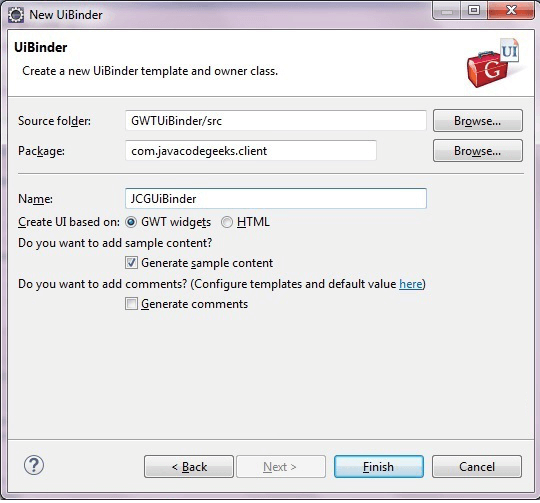 New UiBinder
UiBinder
Create a new UiBinder template and owner class.
UI
G
Source folder: GWTUiBinder/src Browse...
Package: com.javacodegeeks.client Browse...
Name: JCGUiBinder
Create UI based on: GWT widgets HTML
Do you want to add sample content?
Generate sample content
Do you want to add comments? (Configure templates and default value here)
Generate comments
? < Back Next > Finish Cancel